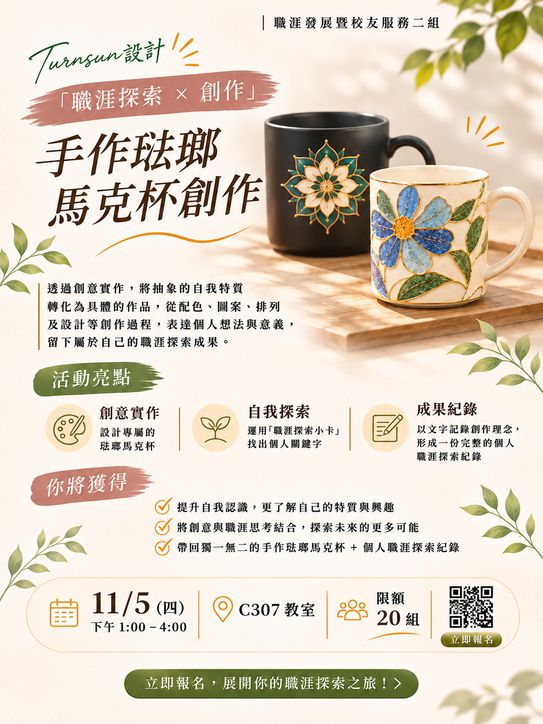 職涯發展暨校友服務二組
Turnsun設計
「職涯探索 × 創作」
手作琺瑯
馬克杯創作
透過創意實作，將抽象的自我特質
轉化為具體的作品，從配色、圖案、排列
及設計等創作過程，表達個人想法與意義，
留下屬於自己的職涯探索成果。
活動亮點
創意實作
設計專屬的
琺瑯馬克杯
自我探索
運用「職涯探索小卡」
找出個人關鍵字
成果紀錄
以文字記錄創作理念，
形成一份完整的個人
職涯探索紀錄
你將獲得
提升自我認識，更了解自己的特質與興趣
將創意與職涯思考結合，探索未來的更多可能
帶回獨一無二的手作琺瑯馬克杯 + 個人職涯探索紀錄
11/5 (四)
下午 1:00 – 4:00
C307 教室
限額
20 組
立即報名
立即報名，展開你的職涯探索之旅！>